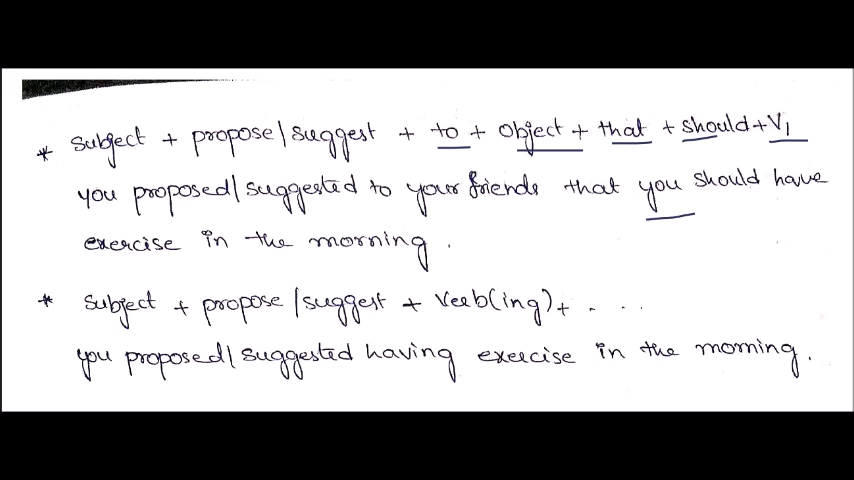 * Subject + propose/suggest + to + object + that + should + V1
you proposed/suggested to your friends that you should have
exercise in the morning.
* Subject + propose/suggest + Verb(ing) + . . . .
you proposed/suggested having exercise in the morning.